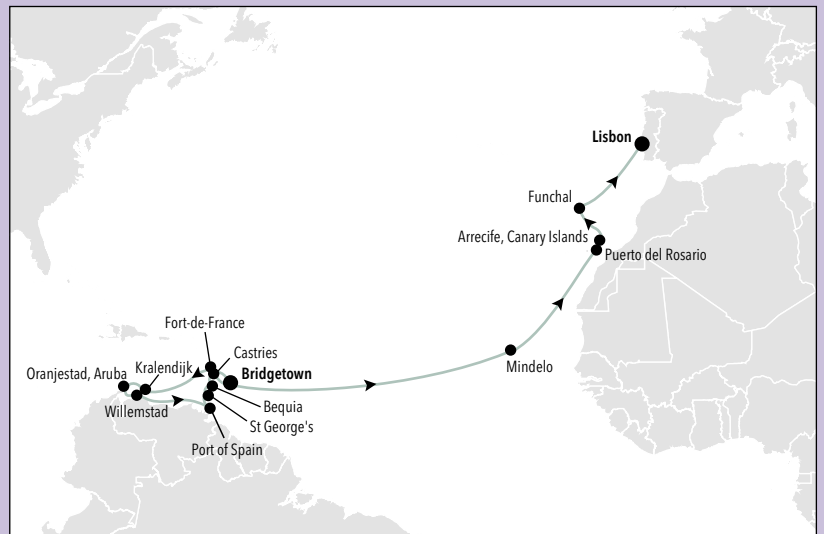 Lisbon
Funchal
Arrecife, Canary Islands
Puerto del Rosario
Fort-de-France
Castries
Oranjestad, Aruba
Kralendijk
Bridgetown
Mindelo
Willemstad
Bequia
St George's
Port of Spain